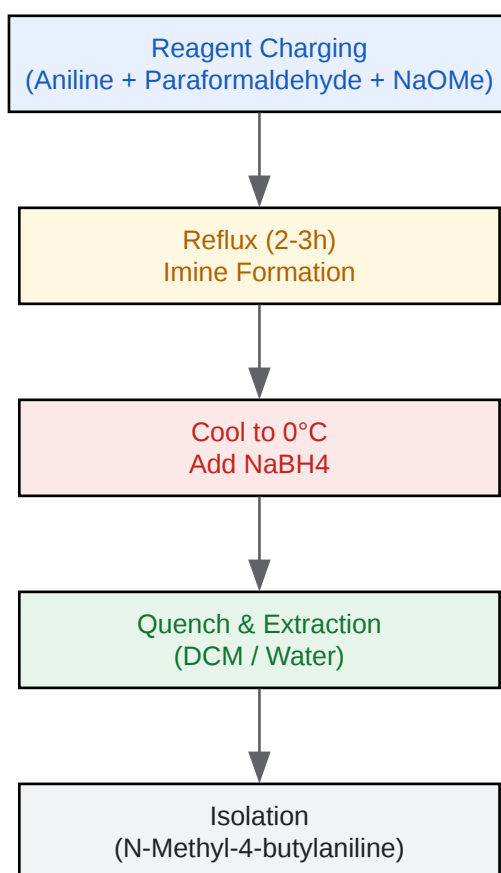 Reagent Charging
(Aniline + Paraformaldehyde + NaOMe)
Reflux (2-3h)
Imine Formation
Cool to 0°C
Add NaBH4
Quench & Extraction
(DCM / Water)
Isolation
(N-Methyl-4-butylaniline)